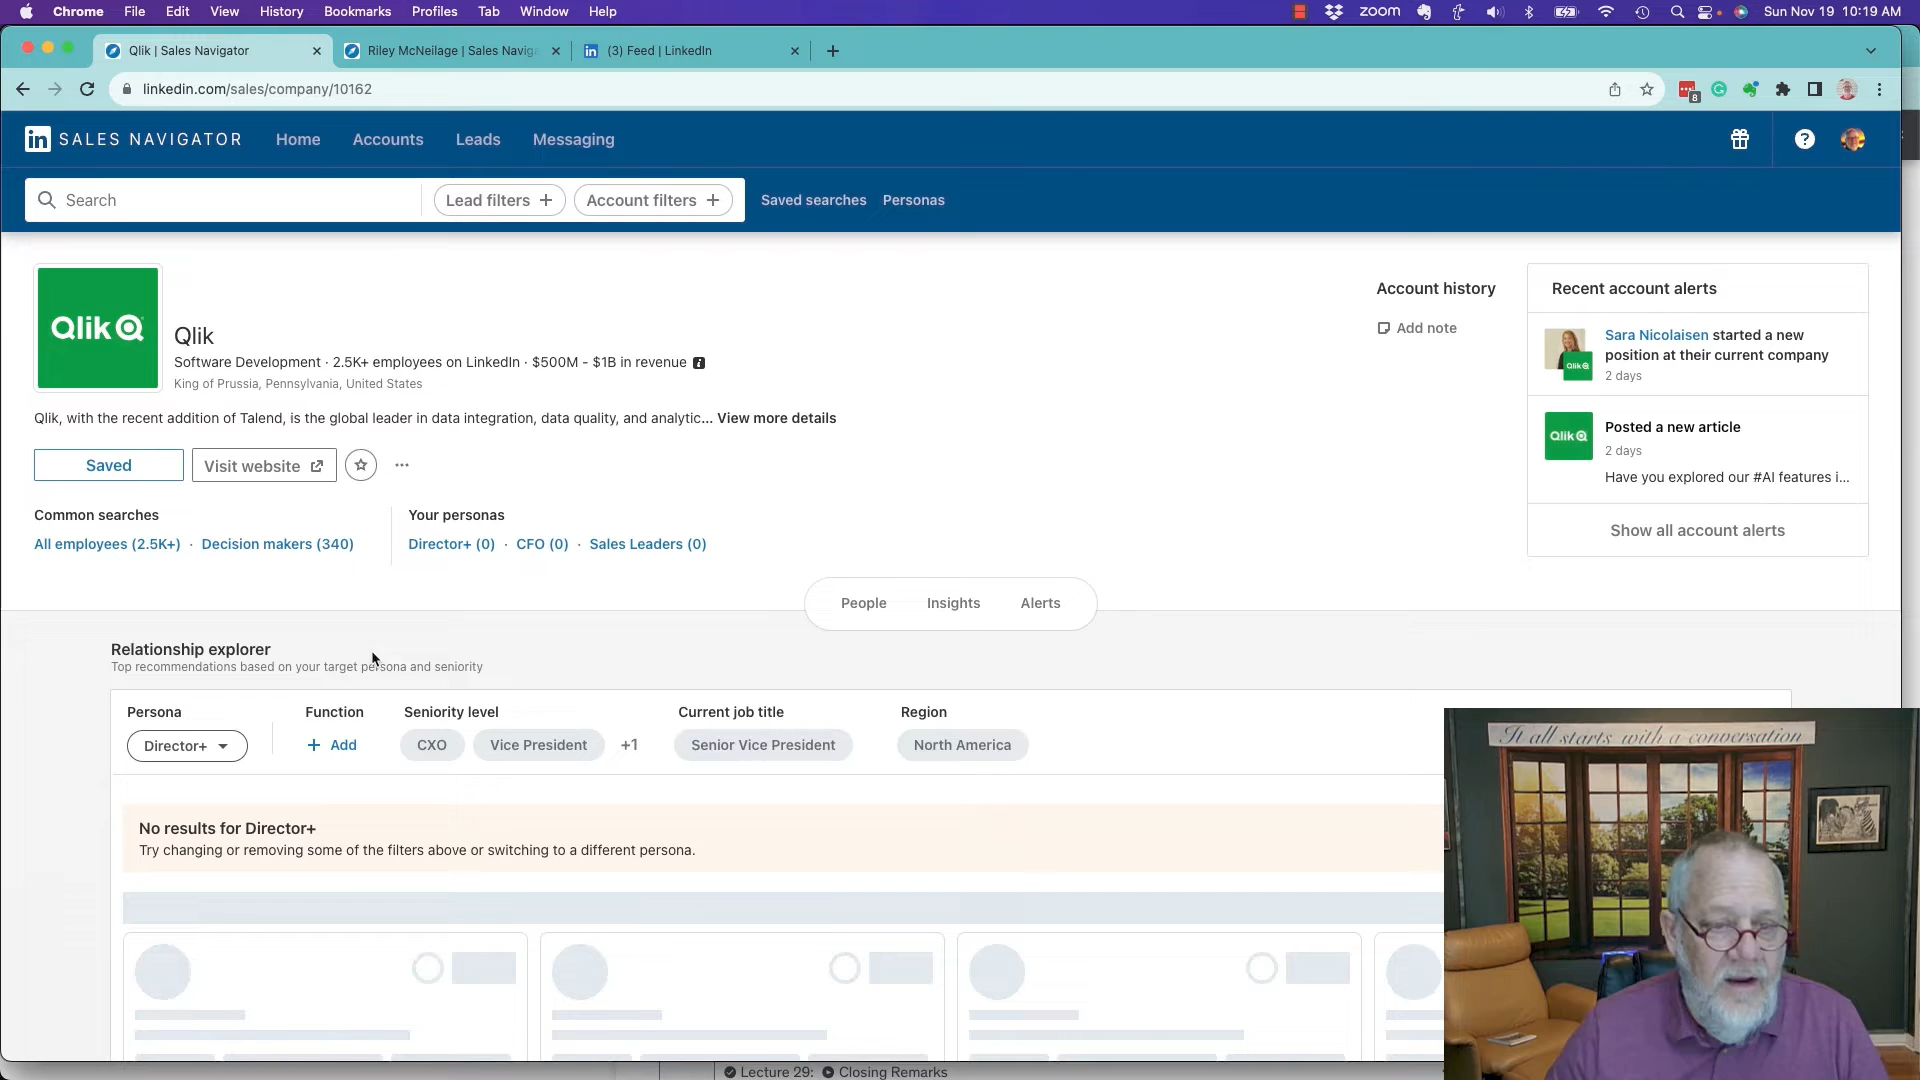 Chrome File Edit View History Bookmarks Profiles Tab Window Help zoom Sun Nov 19 10:19 AM
Qlik | Sales Navigator Riley McNeilage | Sales Naviga (3) Feed | LinkedIn
linkedin.com/sales/company/10162 8
in SALES NAVIGATOR Home Accounts Leads Messaging
Search Lead filters + Account filters + Saved searches Personas
Qlik
Qlik
Software Development · 2.5K+ employees on LinkedIn · $500M - $1B in revenue
King of Prussia, Pennsylvania, United States
Qlik, with the recent addition of Talend, is the global leader in data integration, data quality, and analytic... View more details
Saved Visit website
Common searches
All employees (2.5K+) · Decision makers (340)
Your personas
Director+ (0) · CFO (0) · Sales Leaders (0)
Account history
Add note
Recent account alerts
Qlik
Sara Nicolaisen started a new
position at their current company
2 days
Qlik
Posted a new article
2 days
Have you explored our #AI features i...
Show all account alerts
People Insights Alerts
Relationship explorer
Top recommendations based on your target persona and seniority
Persona Function Seniority level Current job title Region
Director+ + Add CXO Vice President +1 Senior Vice President North America
No results for Director+
Try changing or removing some of the filters above or switching to a different persona.
It all starts with a conversation
Lecture 29: Closing Remarks